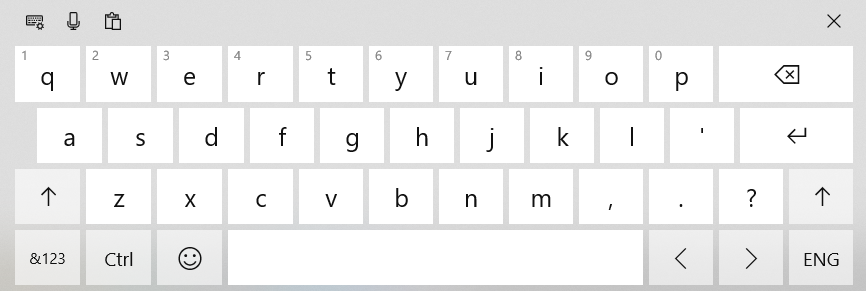 1 2 3 4 5 6 7 8 9 0
q w e r t y u i o p
a s d f g h j k l '
z x c v b n m , . ?
&123 Ctrl ENG